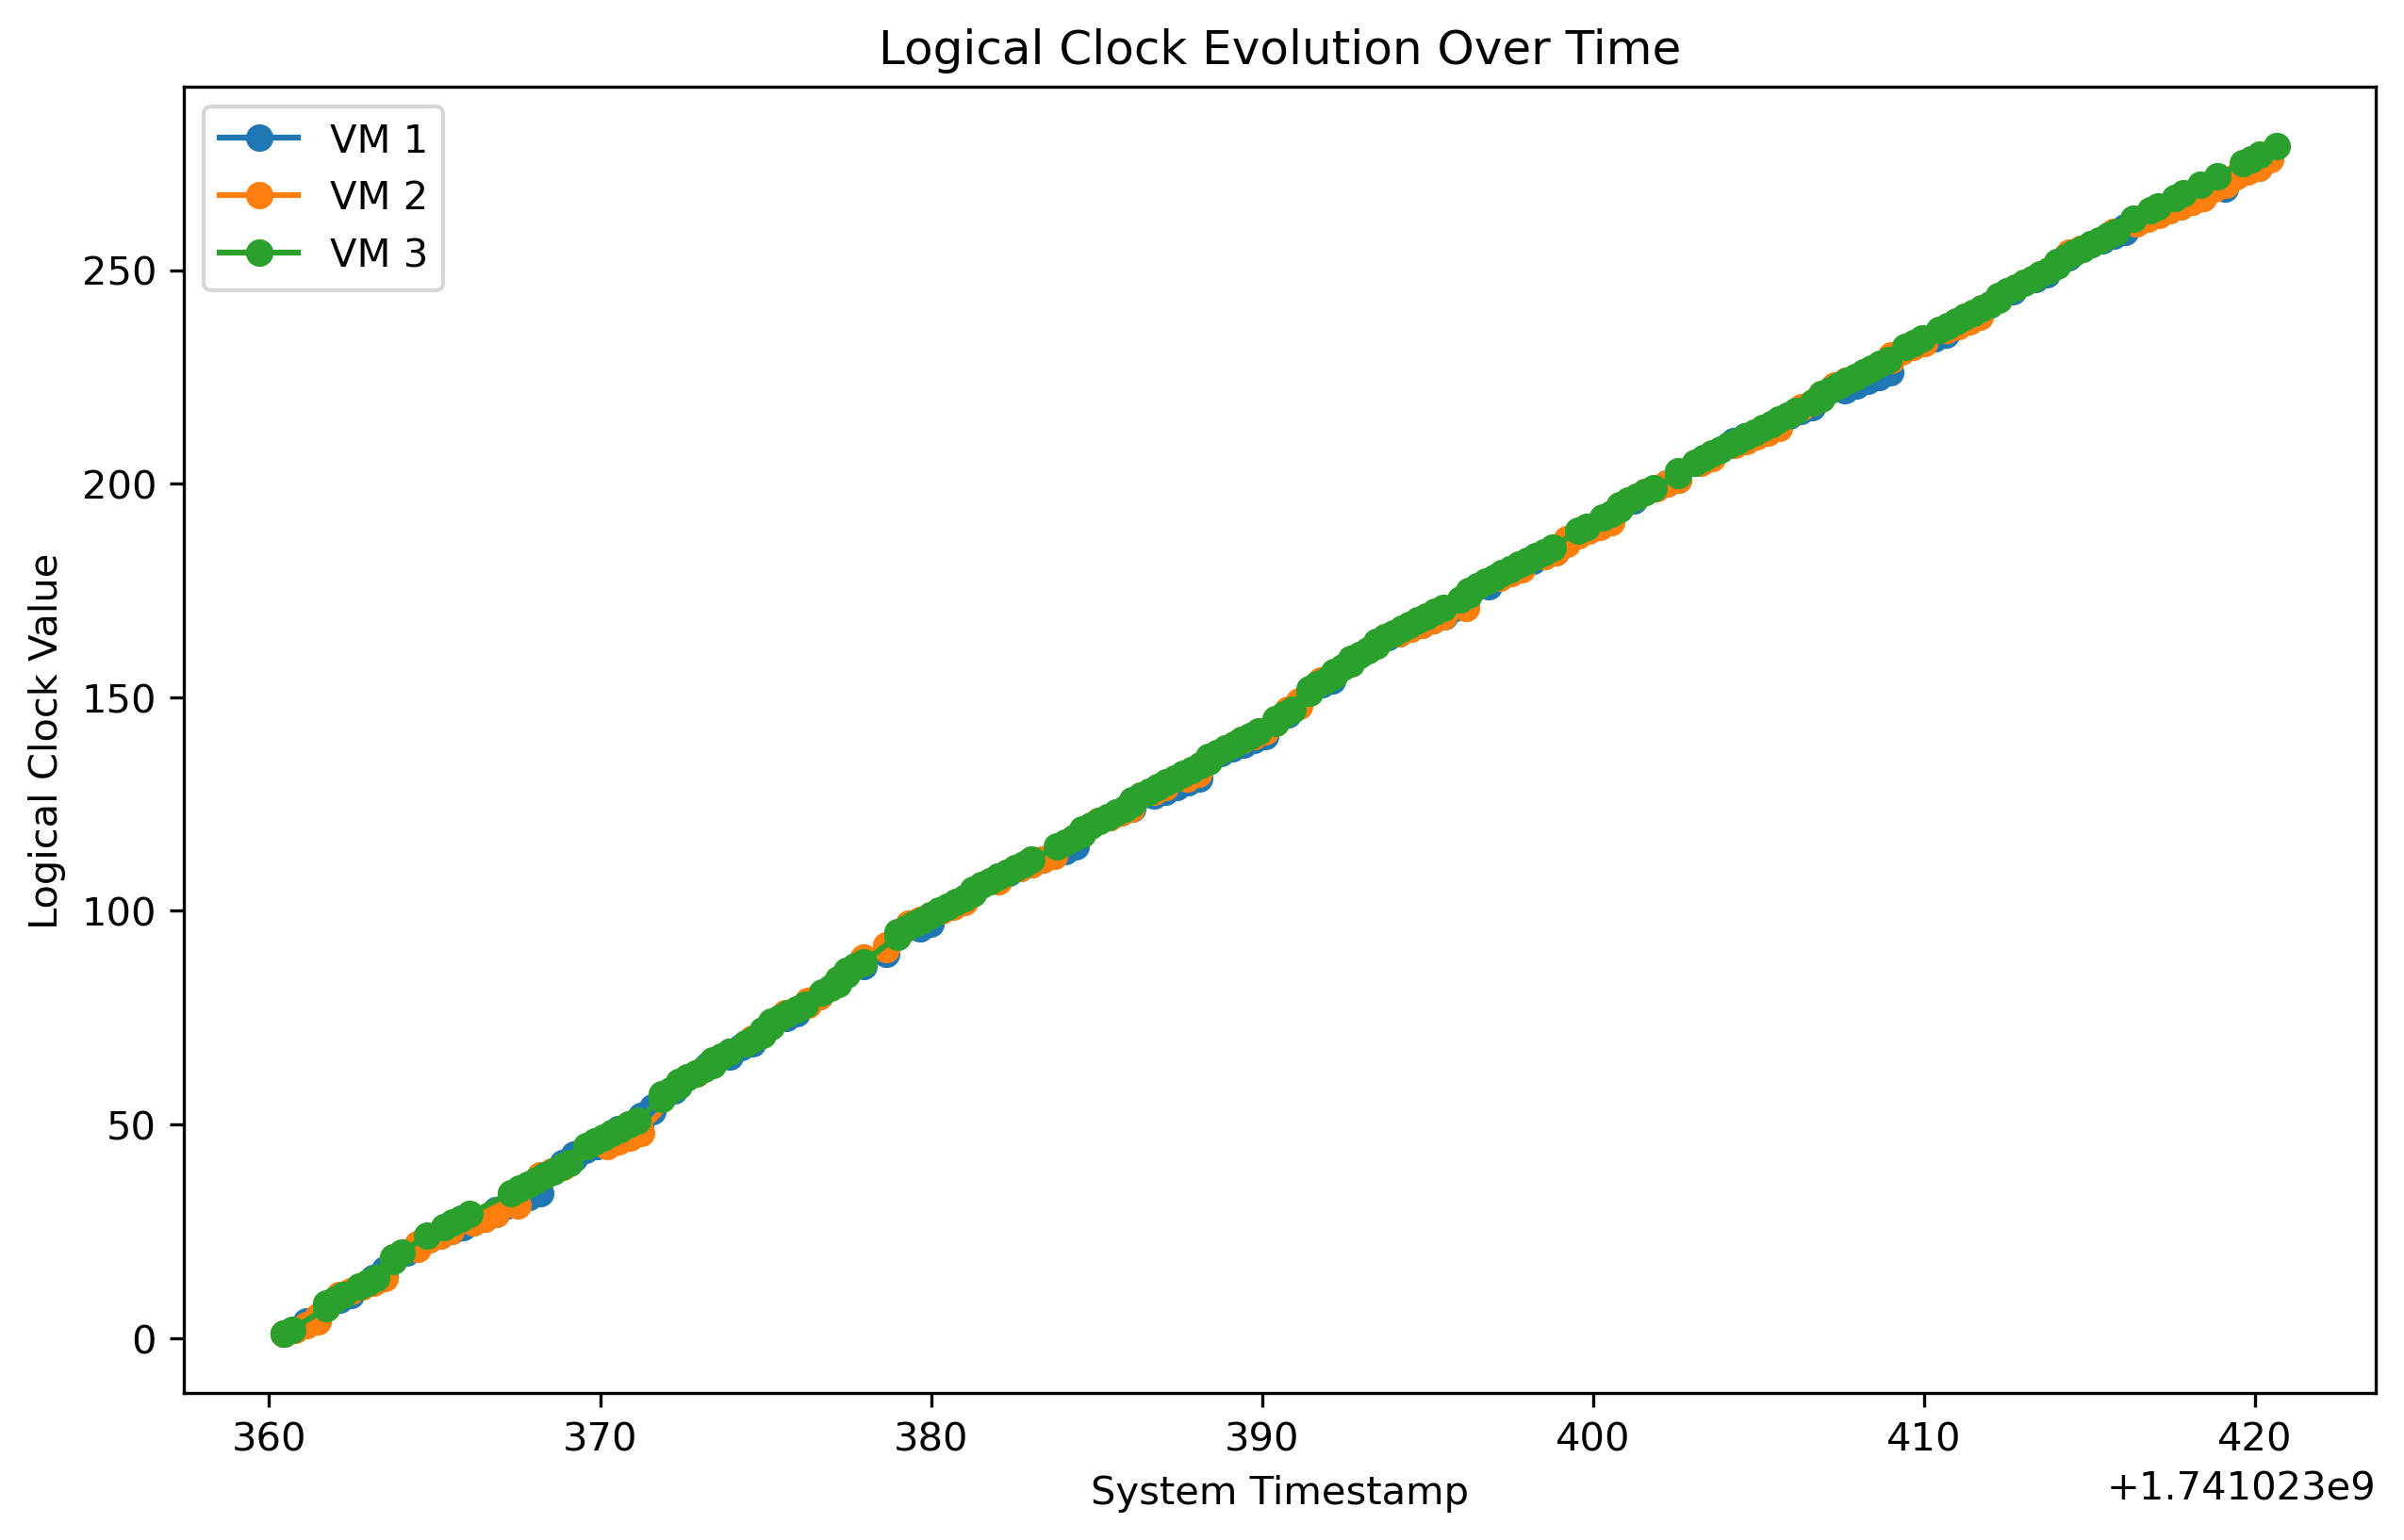 Logical Clock Evolution Over Time
VM 1
VM 2
VM 3
Logical Clock Value
250
200
150
100
50
0
360 370 380 390 400 410 420
System Timestamp
+1.741023e9